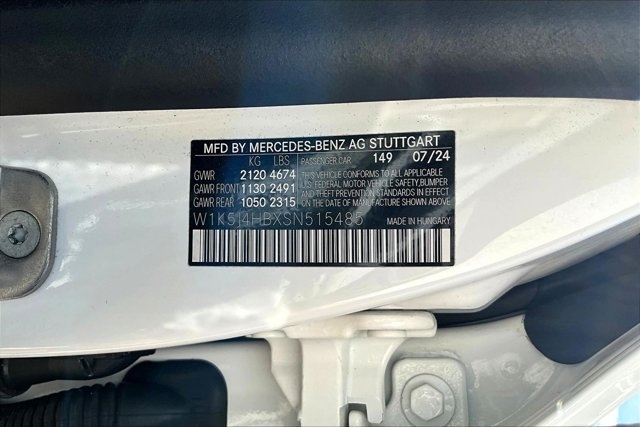 MFD BY MERCEDES-BENZ AG STUTTGART
KG LBS PASSENGER CAR 149 07/24
GVWR 2120 4674 THIS VEHICLE CONFORMS TO ALL APPLICABLE
GAWR FRONT 1130 2491 U.S. FEDERAL MOTOR VEHICLE SAFETY, BUMPER
GAWR REAR 1050 2315 AND THEFT PREVENTION STANDARDS IN EFFECT
ON THE DATE OF MANUFACTURE SHOWN ABOVE.
W1K5J4HBXSN515485 MADE IN HUNGARY